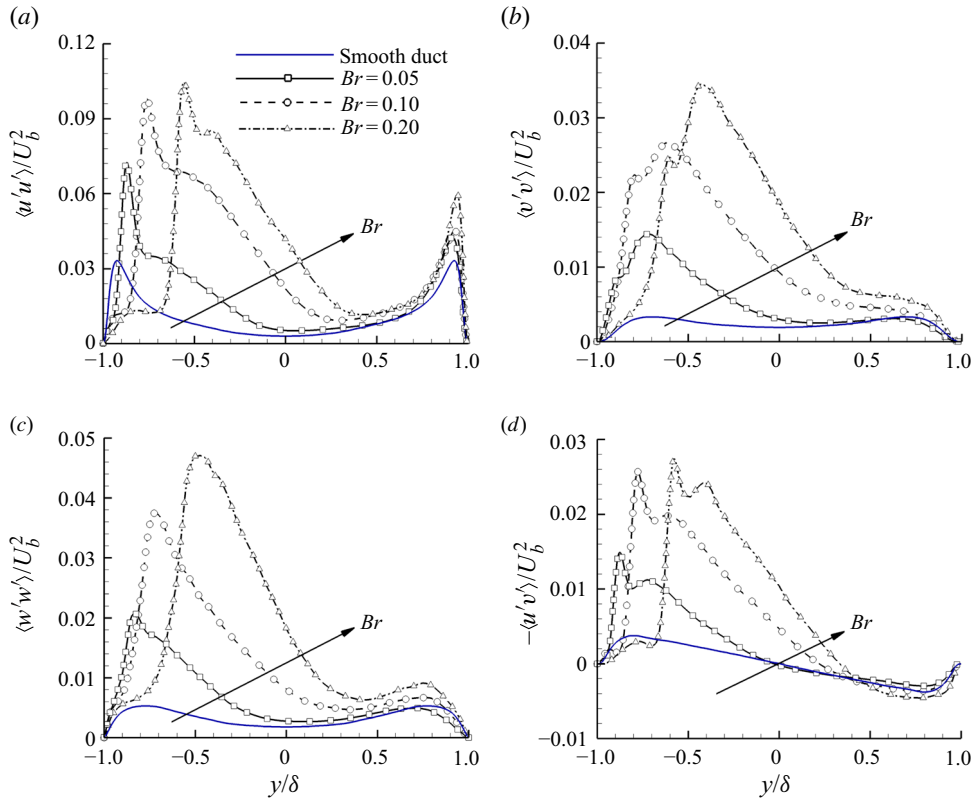 (a)
(b)
0.12
0.09
0.06
0.03
0
⟨u′u′⟩/U_b^2
Smooth duct
Br = 0.05
Br = 0.10
Br = 0.20
Br
−1.0 −0.5 0 0.5 1.0
0.04
0.03
0.02
0.01
0
⟨v′v′⟩/U_b^2
Br
−1.0 −0.5 0 0.5 1.0
(c)
(d)
0.05
0.04
0.03
0.02
0.01
0
⟨w′w′⟩/U_b^2
Br
−1.0 −0.5 0 0.5 1.0
y/δ
0.03
0.02
0.01
0
−0.01
−⟨u′v′⟩/U_b^2
Br
−1.0 −0.5 0 0.5 1.0
y/δ